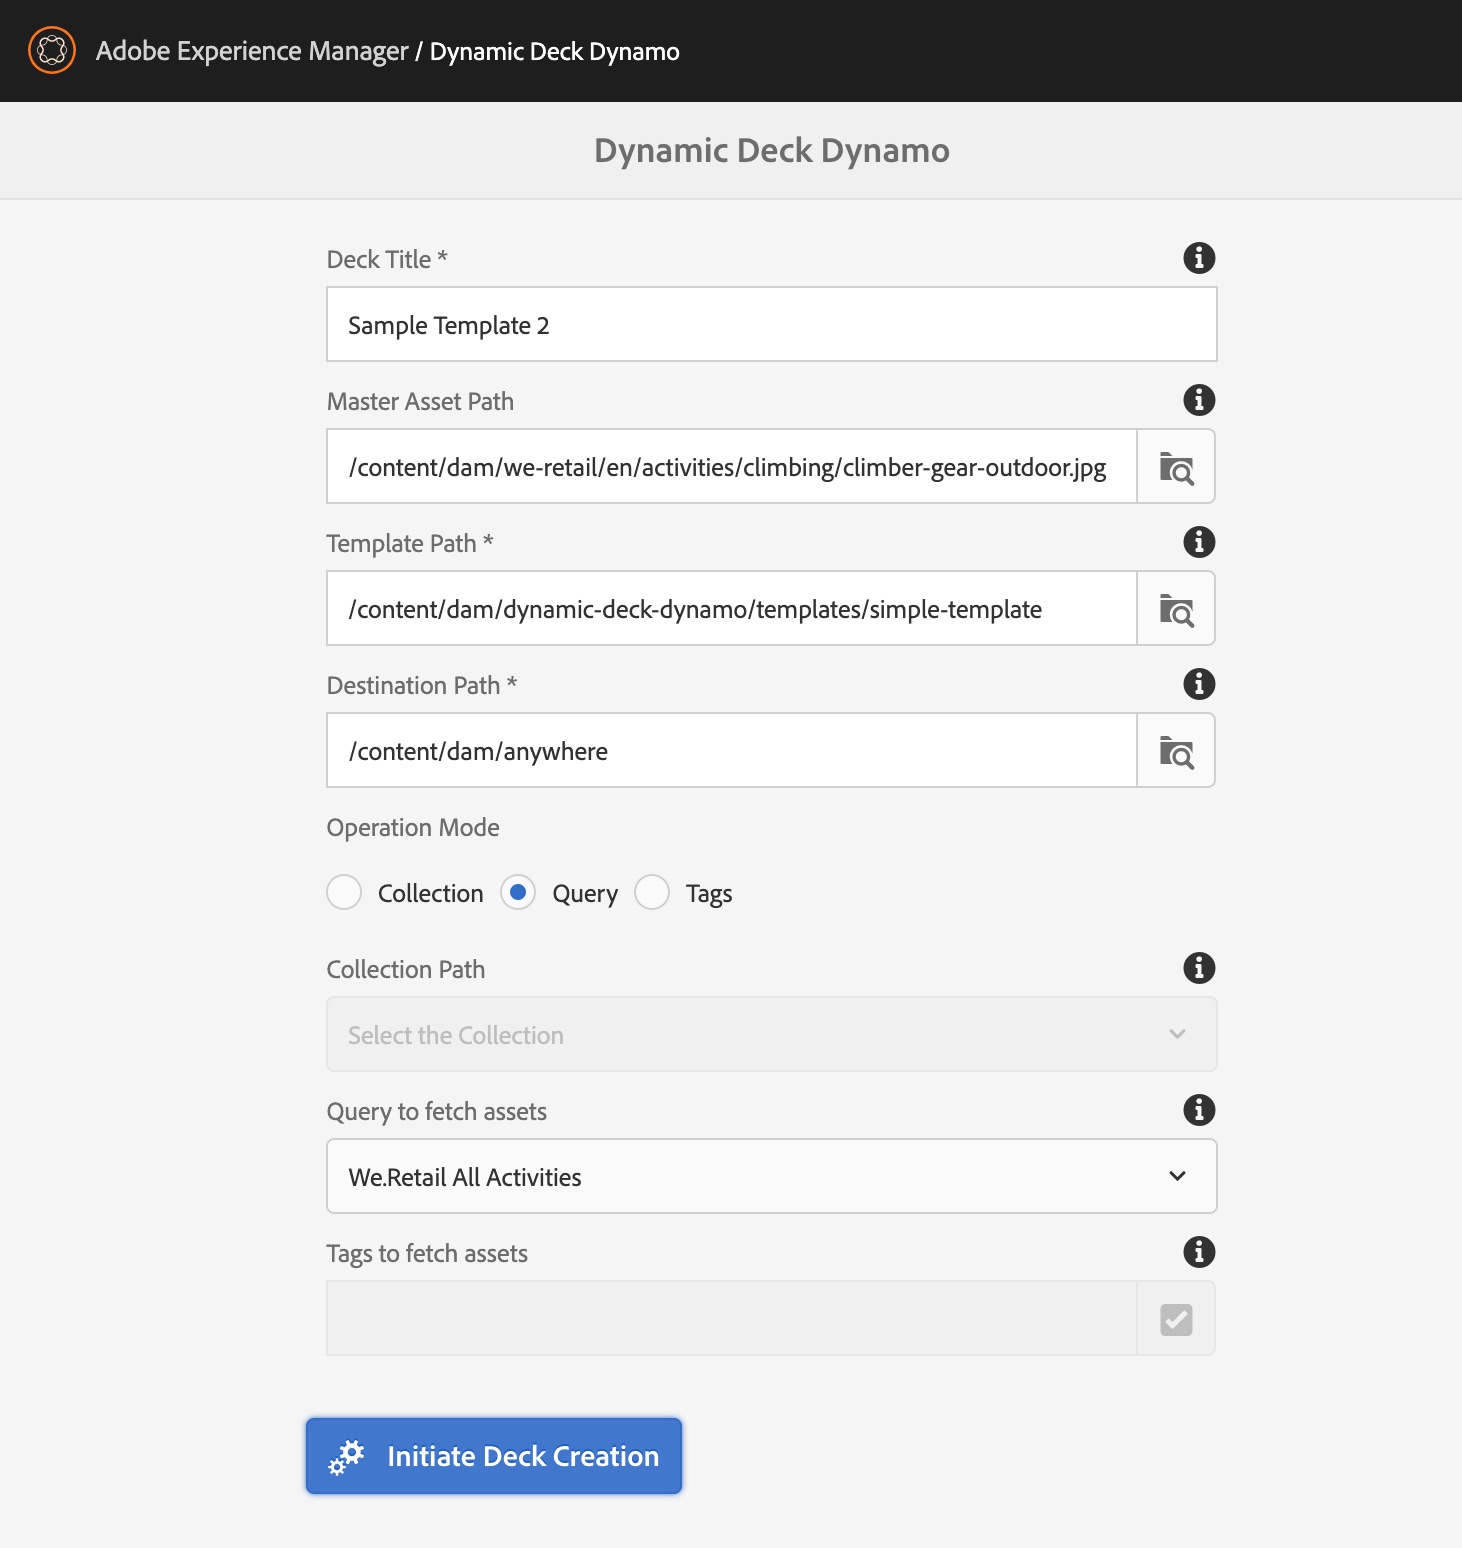 Adobe Experience Manager / Dynamic Deck Dynamo
Dynamic Deck Dynamo
Deck Title *
Sample Template 2
Master Asset Path
/content/dam/we-retail/en/activities/climbing/climber-gear-outdoor.jpg
Template Path *
/content/dam/dynamic-deck-dynamo/templates/simple-template
Destination Path *
/content/dam/anywhere
Operation Mode
Collection Query Tags
Collection Path
Select the Collection
Query to fetch assets
We.Retail All Activities
Tags to fetch assets
Initiate Deck Creation